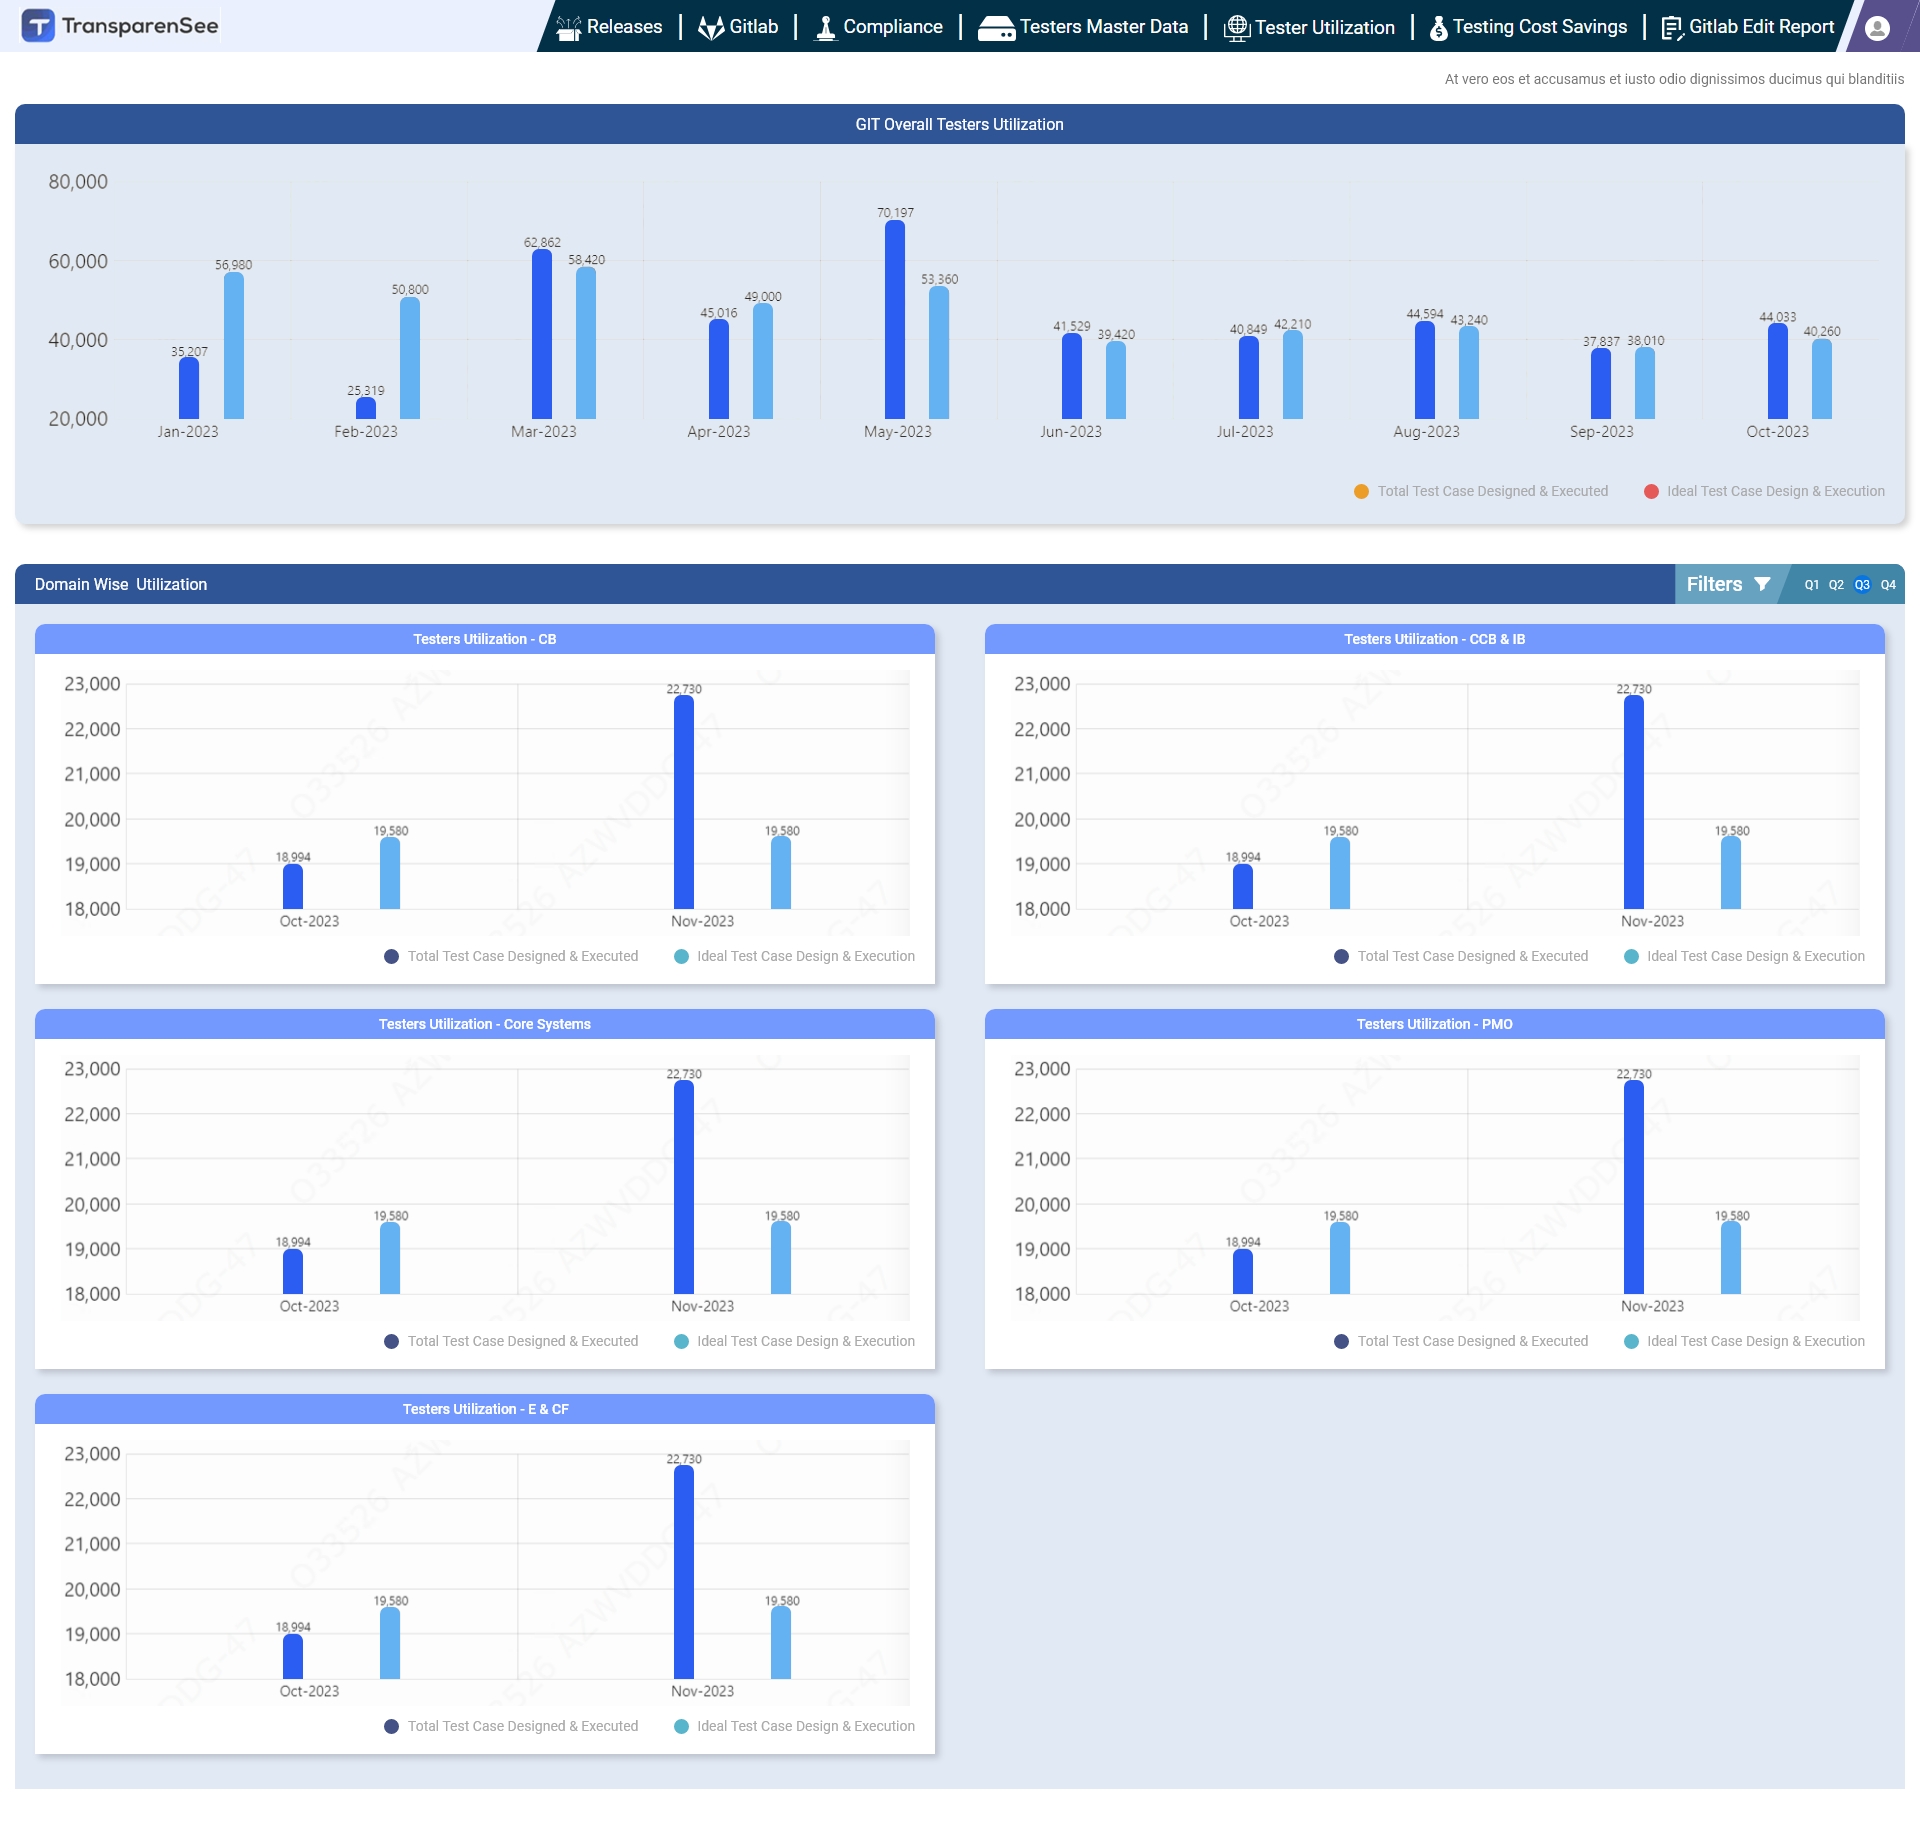 TransparenSee
Releases | Gitlab | Compliance | Testers Master Data | Tester Utilization | Testing Cost Savings | Gitlab Edit Report
At vero eos et accusamus et iusto odio dignissimos ducimus qui blanditiis
GIT Overall Testers Utilization
80,000
60,000
40,000
20,000
35,207 56,980
25,319 50,800
62,862 58,420
45,016 49,000
70,197 53,360
41,529 39,420
40,849 42,210
44,594 43,240
37,837 38,010
44,033 40,260
Jan-2023 Feb-2023 Mar-2023 Apr-2023 May-2023 Jun-2023 Jul-2023 Aug-2023 Sep-2023 Oct-2023
Total Test Case Designed & Executed Ideal Test Case Design & Execution
Domain Wise Utilization
Filters Q1 Q2 Q3 Q4
Testers Utilization - CB
23,000
22,000
21,000
20,000
19,000
18,000
18,994 19,580 22,730 19,580
Oct-2023 Nov-2023
Total Test Case Designed & Executed Ideal Test Case Design & Execution
Testers Utilization - CCB & IB
23,000
22,000
21,000
20,000
19,000
18,000
18,994 19,580 22,730 19,580
Oct-2023 Nov-2023
Total Test Case Designed & Executed Ideal Test Case Design & Execution
Testers Utilization - Core Systems
23,000
22,000
21,000
20,000
19,000
18,000
18,994 19,580 22,730 19,580
Oct-2023 Nov-2023
Total Test Case Designed & Executed Ideal Test Case Design & Execution
Testers Utilization - PMO
23,000
22,000
21,000
20,000
19,000
18,000
18,994 19,580 22,730 19,580
Oct-2023 Nov-2023
Total Test Case Designed & Executed Ideal Test Case Design & Execution
Testers Utilization - E & CF
23,000
22,000
21,000
20,000
19,000
18,000
18,994 19,580 22,730 19,580
Oct-2023 Nov-2023
Total Test Case Designed & Executed Ideal Test Case Design & Execution